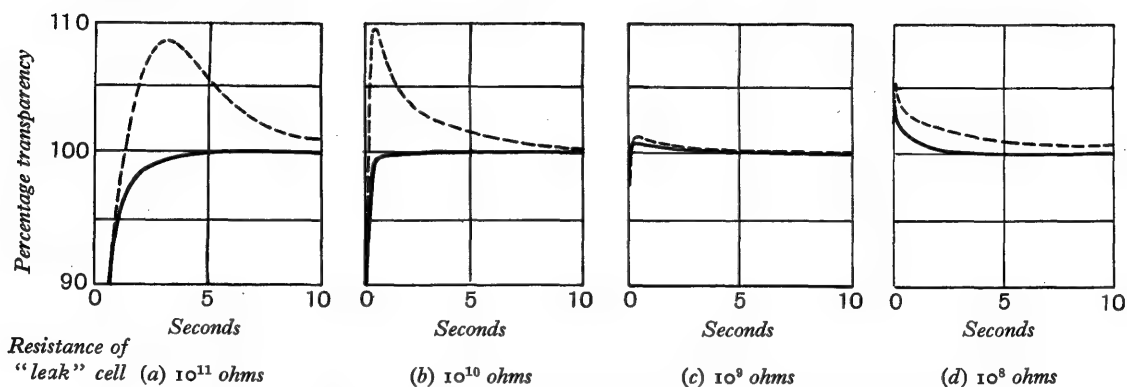 Percentage transparency
110
105
100
95
90
0 5 10
0 5 10
0 5 10
0 5 10
Seconds
Seconds
Seconds
Seconds
Resistance of
"leak" cell (a) 10¹¹ ohms
(b) 10¹⁰ ohms
(c) 10⁹ ohms
(d) 10⁸ ohms